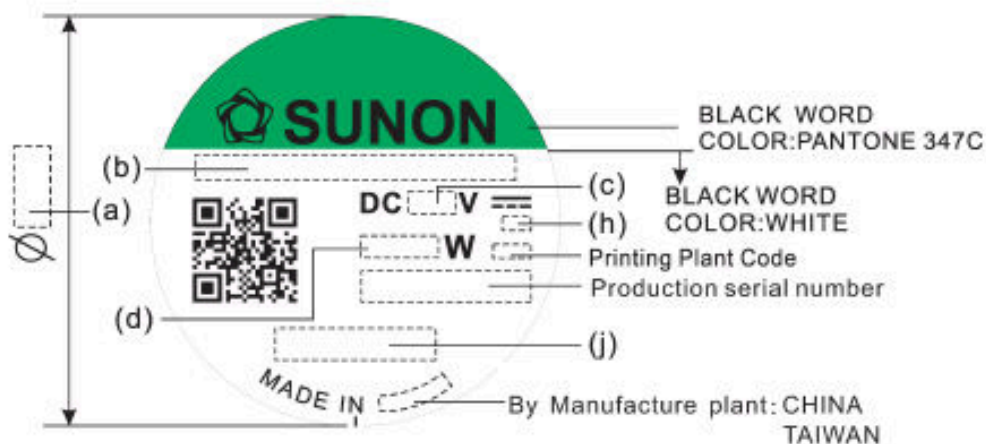 SUNON
BLACK WORD
COLOR:PANTONE 347C
(b)
(c)
DC V
BLACK WORD
COLOR:WHITE
(a)
(h)
Ø
W
Printing Plant Code
Production serial number
(d)
(j)
MADE IN
By Manufacture plant: CHINA
TAIWAN